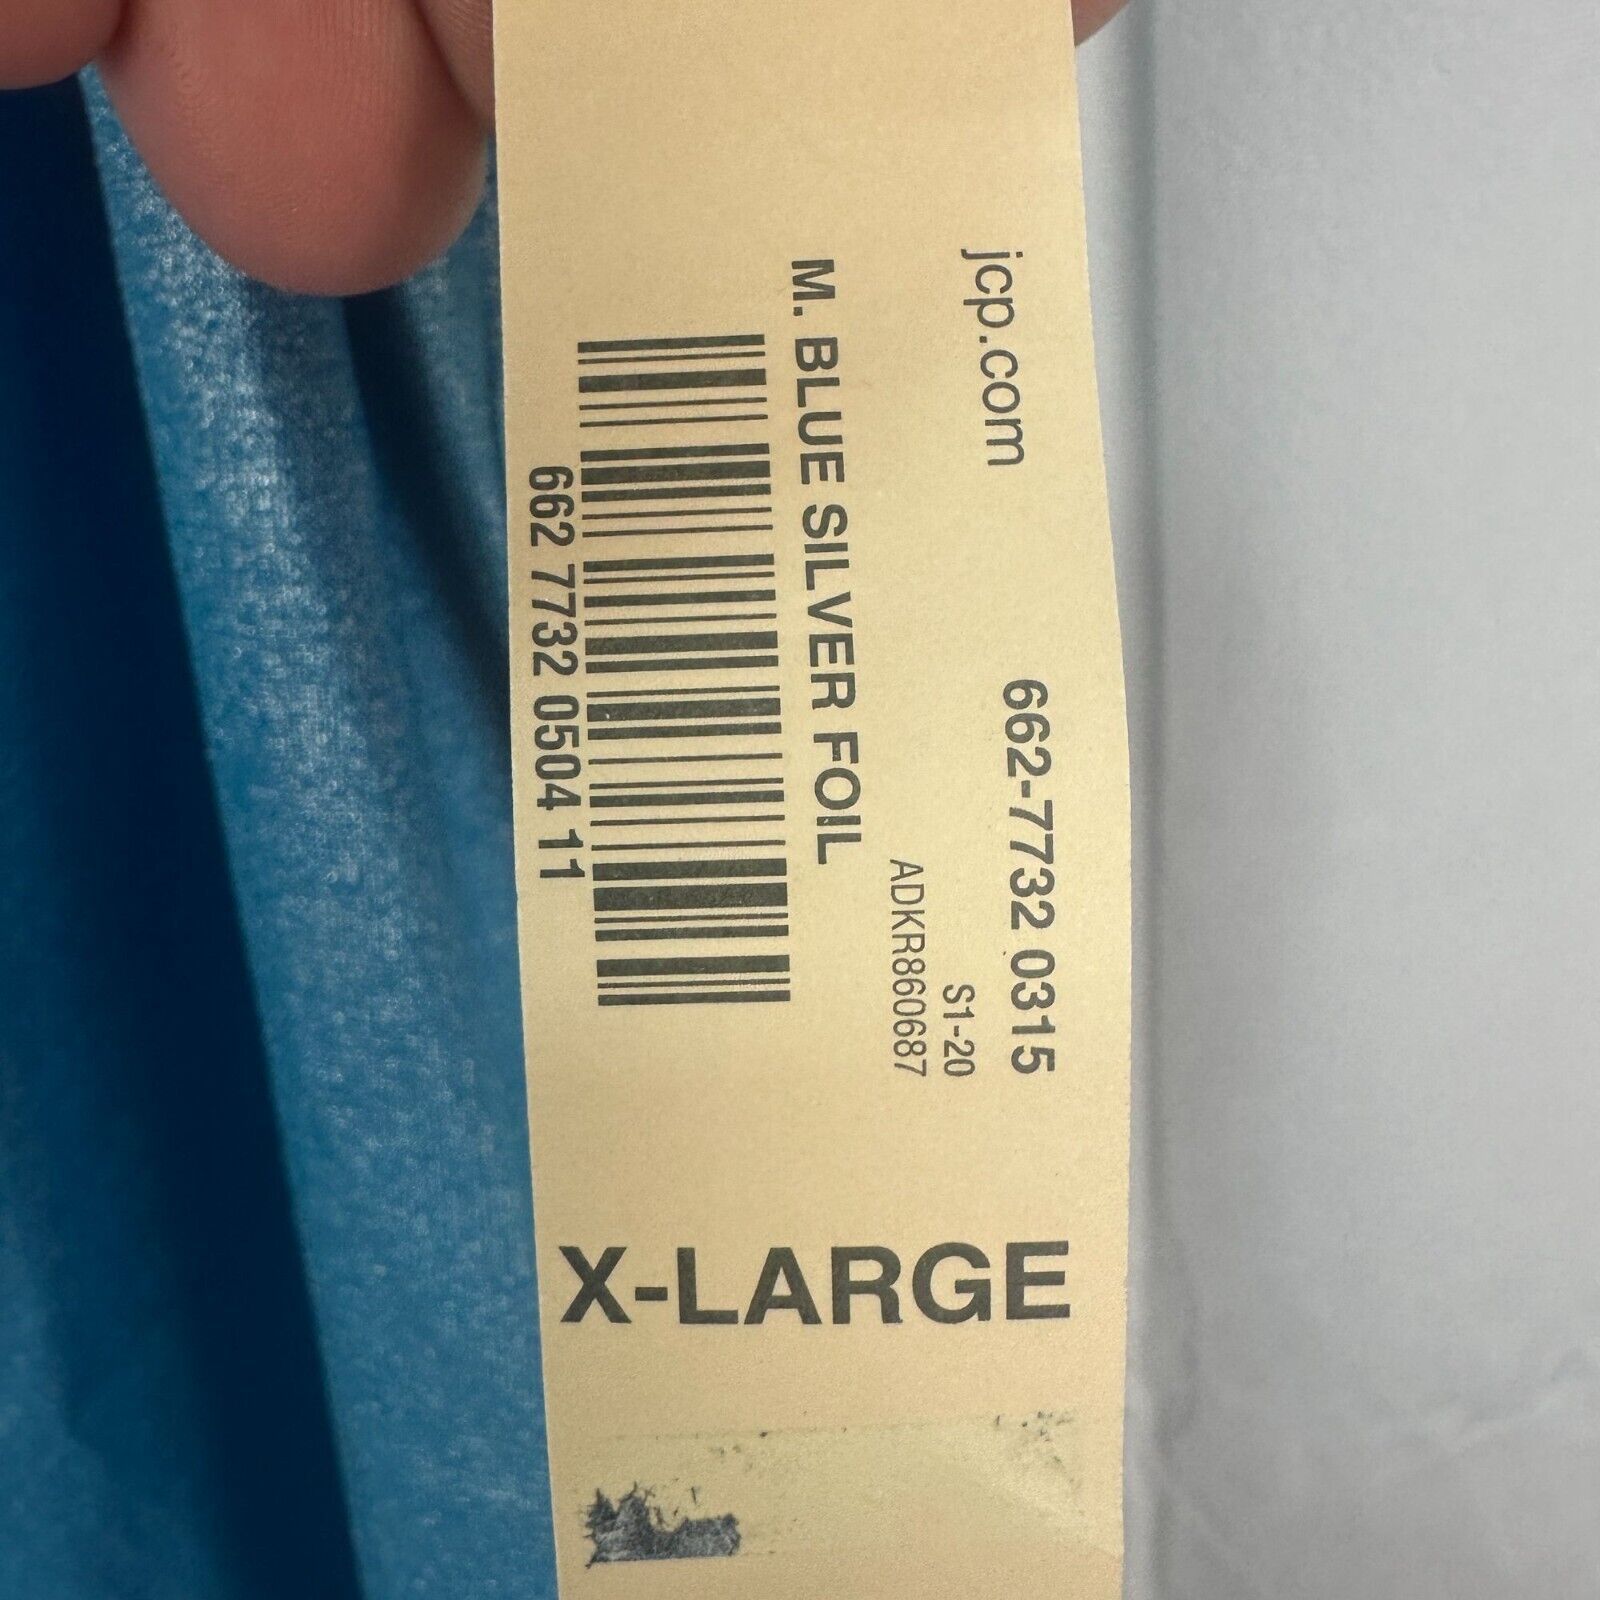 jcp.com
662-7732 0315
S1-20
ADKR860687
M. BLUE SILVER FOIL
662 7732 0504 11
X-LARGE